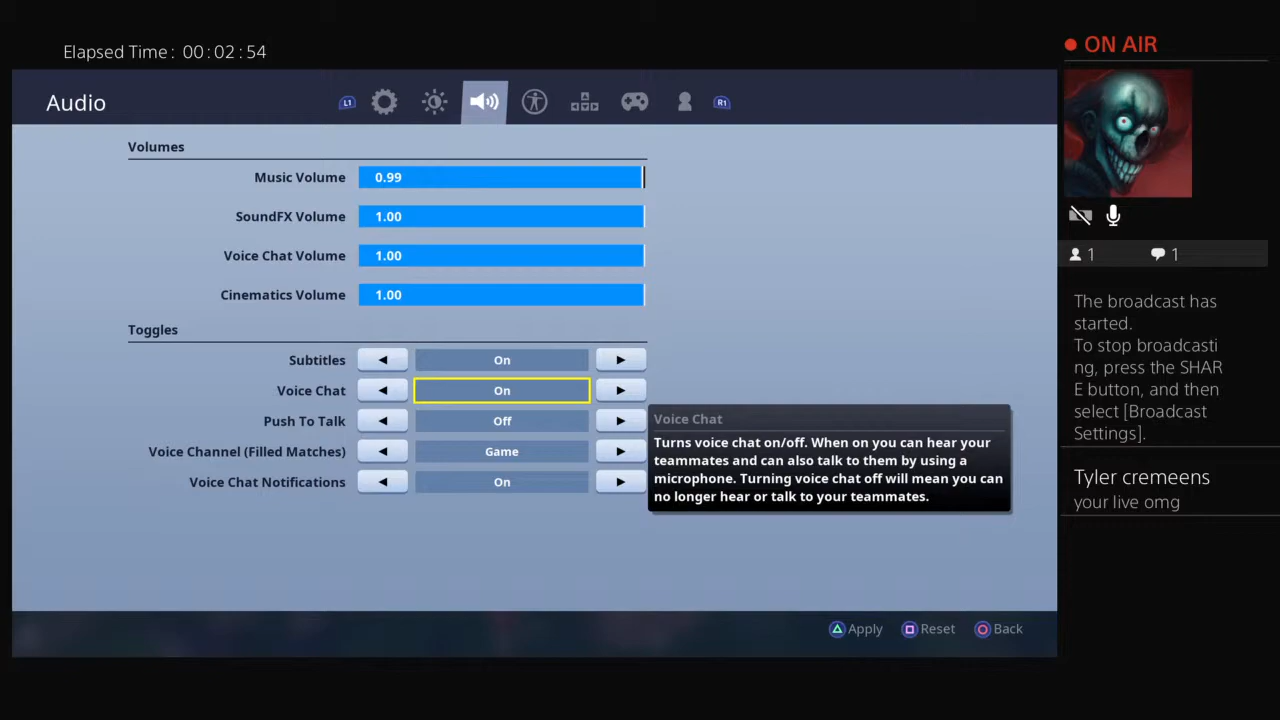 Elapsed Time: 00:02:54
ON AIR
Audio
L1
R1
Volumes
Music Volume 0.99
SoundFX Volume 1.00
Voice Chat Volume 1.00
Cinematics Volume 1.00
Toggles
Subtitles On
Voice Chat On
Push To Talk Off
Voice Channel (Filled Matches) Game
Voice Chat Notifications On
Voice Chat
Turns voice chat on/off. When on you can hear your
teammates and can also talk to them by using a
microphone. Turning voice chat off will mean you can
no longer hear or talk to your teammates.
Apply Reset Back
1 1
The broadcast has
started.
To stop broadcasti
ng, press the SHAR
E button, and then
select [Broadcast
Settings].
Tyler cremeens
your live omg